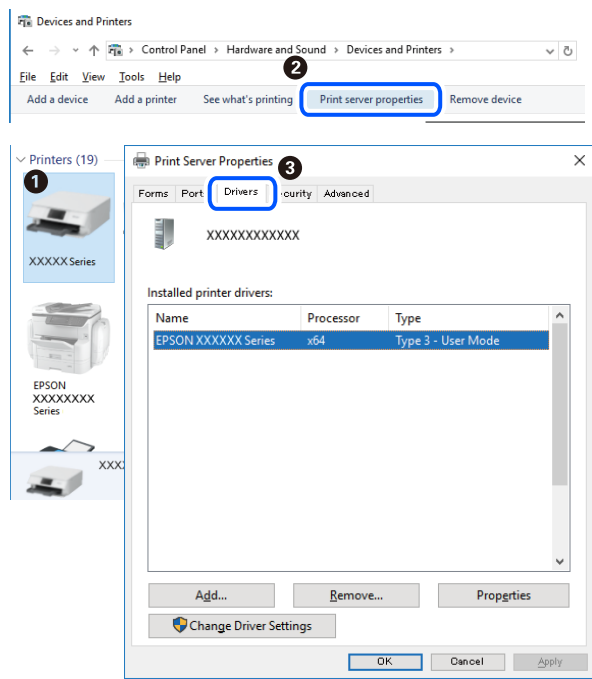 Devices and Printers
Control Panel > Hardware and Sound > Devices and Printers >
2
File Edit View Tools Help
Add a device Add a printer See what's printing Print server properties Remove device
Printers (19)
1
XXXXX Series
EPSON
XXXXXXXX
Series
XXX
Print Server Properties
3
Forms Port Drivers curity Advanced
XXXXXXXXXXXX
Installed printer drivers:
Name Processor Type
EPSON XXXXXX Series x64 Type 3 - User Mode
Add... Remove... Properties
Change Driver Settings
OK Cancel Apply